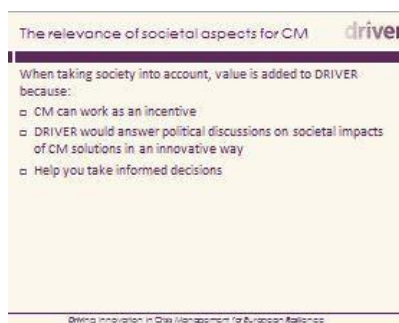 The relevance of societal aspects for CM
driver
When taking society into account, value is added to DRIVER
because:
CM can work as an incentive
DRIVER would answer political discussions on societal impacts
of CM solutions in an innovative way
Help you take informed decisions
Driving Innovation in Crisis Management for European Resilience